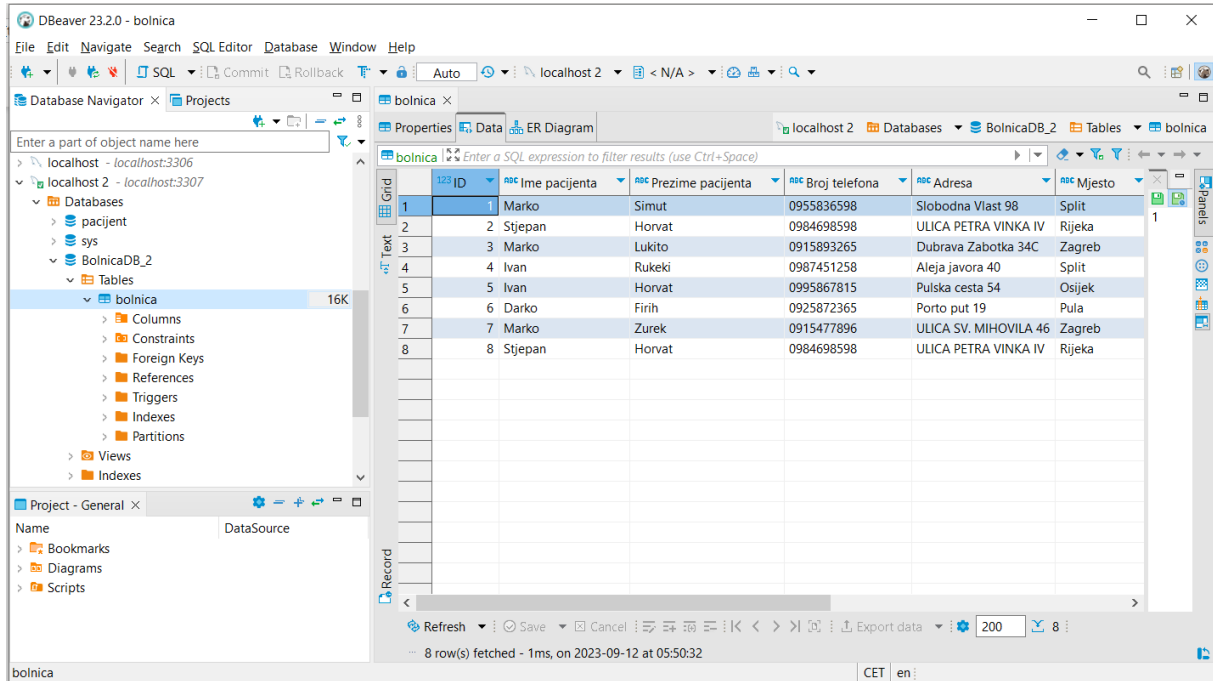 DBeaver 23.2.0 - bolnica
File Edit Navigate Search SQL Editor Database Window Help
SQL Commit Rollback Auto localhost 2 < N/A >
Database Navigator Projects
Enter a part of object name here
localhost - localhost:3306
localhost 2 - localhost:3307
Databases
pacijent
sys
BolnicaDB_2
Tables
bolnica 16K
Columns
Constraints
Foreign Keys
References
Triggers
Indexes
Partitions
Views
Indexes
Project - General
Name DataSource
Bookmarks
Diagrams
Scripts
bolnica
Properties Data ER Diagram localhost 2 Databases BolnicaDB_2 Tables bolnica
bolnica Enter a SQL expression to filter results (use Ctrl+Space)
Grid
Text
Record
123 ID ABC Ime pacijenta ABC Prezime pacijenta ABC Broj telefona ABC Adresa ABC Mjesto
1 1 Marko Simut 0955836598 Slobodna Vlast 98 Split
2 2 Stjepan Horvat 0984698598 ULICA PETRA VINKA IV Rijeka
3 3 Marko Lukito 0915893265 Dubrava Zabotka 34C Zagreb
4 4 Ivan Rukeki 0987451258 Aleja javora 40 Split
5 5 Ivan Horvat 0995867815 Pulska cesta 54 Osijek
6 6 Darko Firih 0925872365 Porto put 19 Pula
7 7 Marko Zurek 0915477896 ULICA SV. MIHOVILA 46 Zagreb
8 8 Stjepan Horvat 0984698598 ULICA PETRA VINKA IV Rijeka
1
Panels
Refresh Save Cancel Export data 200 8
8 row(s) fetched - 1ms, on 2023-09-12 at 05:50:32
bolnica CET en